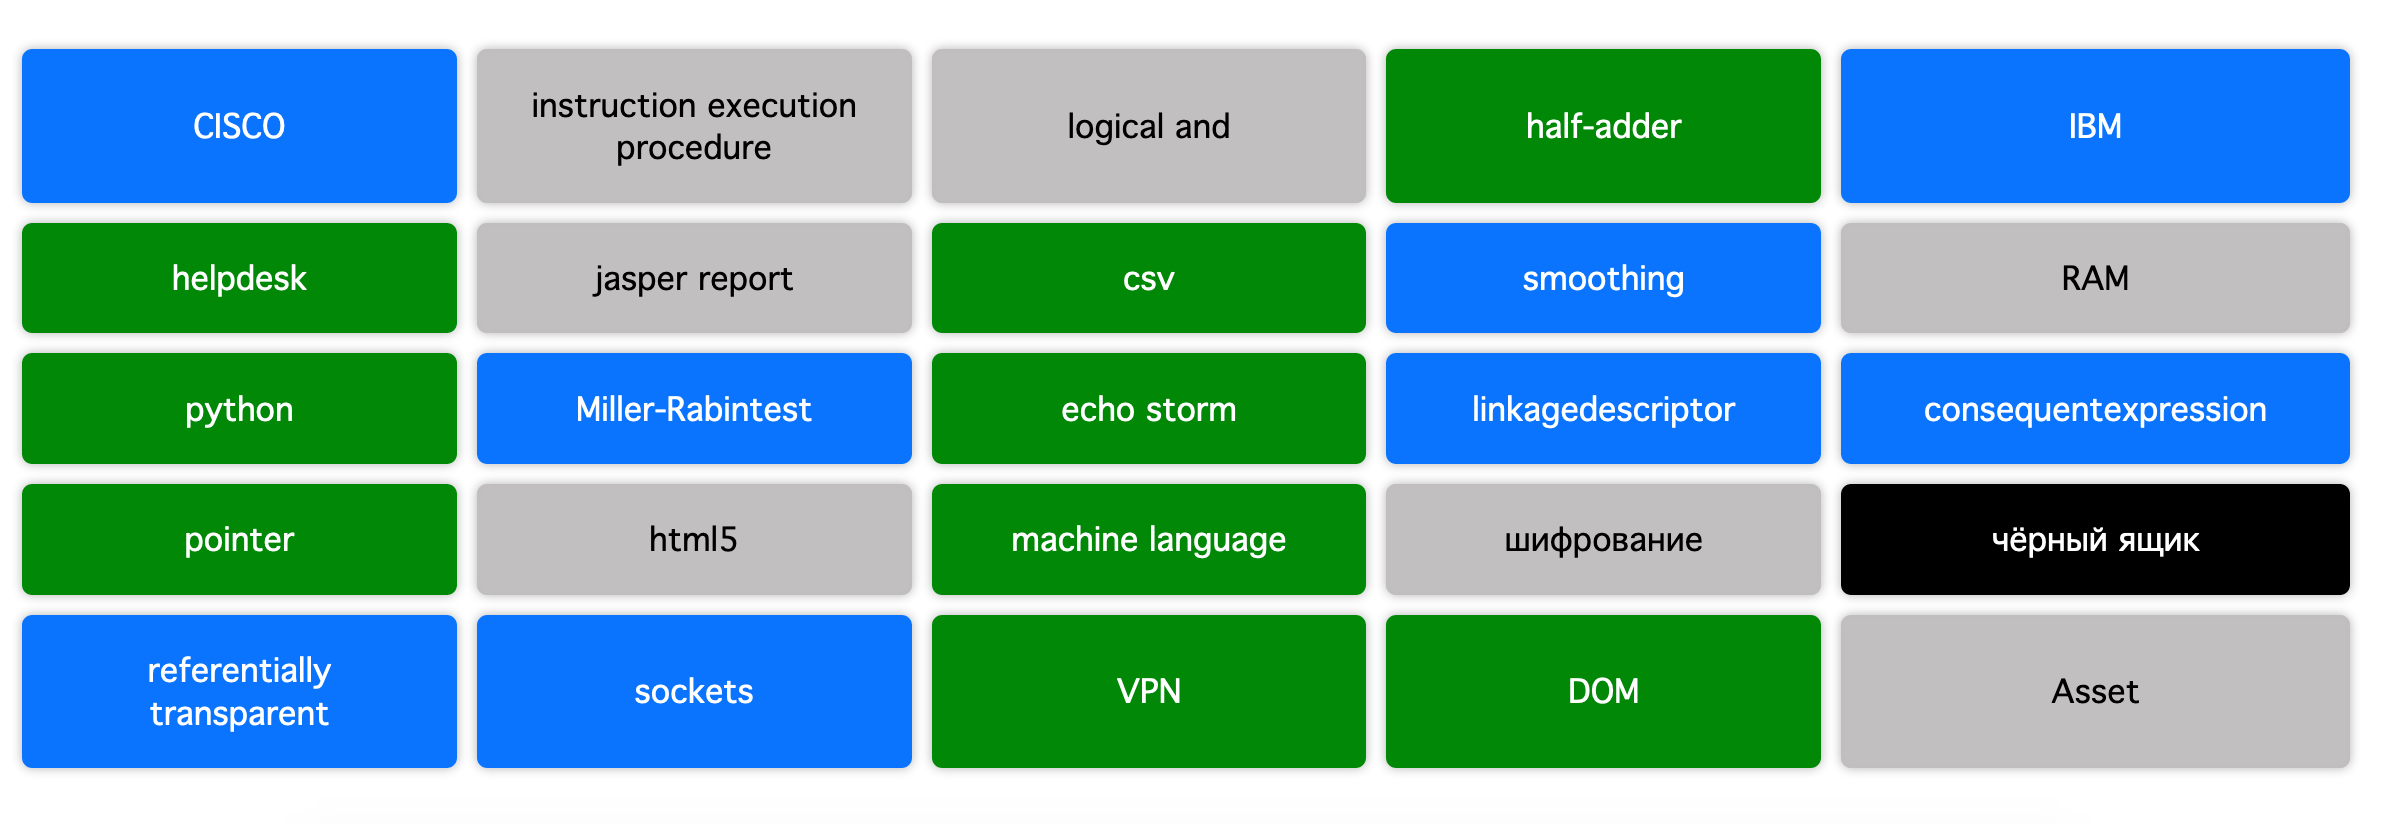 CISCO
instruction execution
procedure
logical and
half-adder
IBM
helpdesk
jasper report
csv
smoothing
RAM
python
Miller-Rabintest
echo storm
linkagedescriptor
consequentexpression
pointer
html5
machine language
шифрование
чёрный ящик
referentially
transparent
sockets
VPN
DOM
Asset